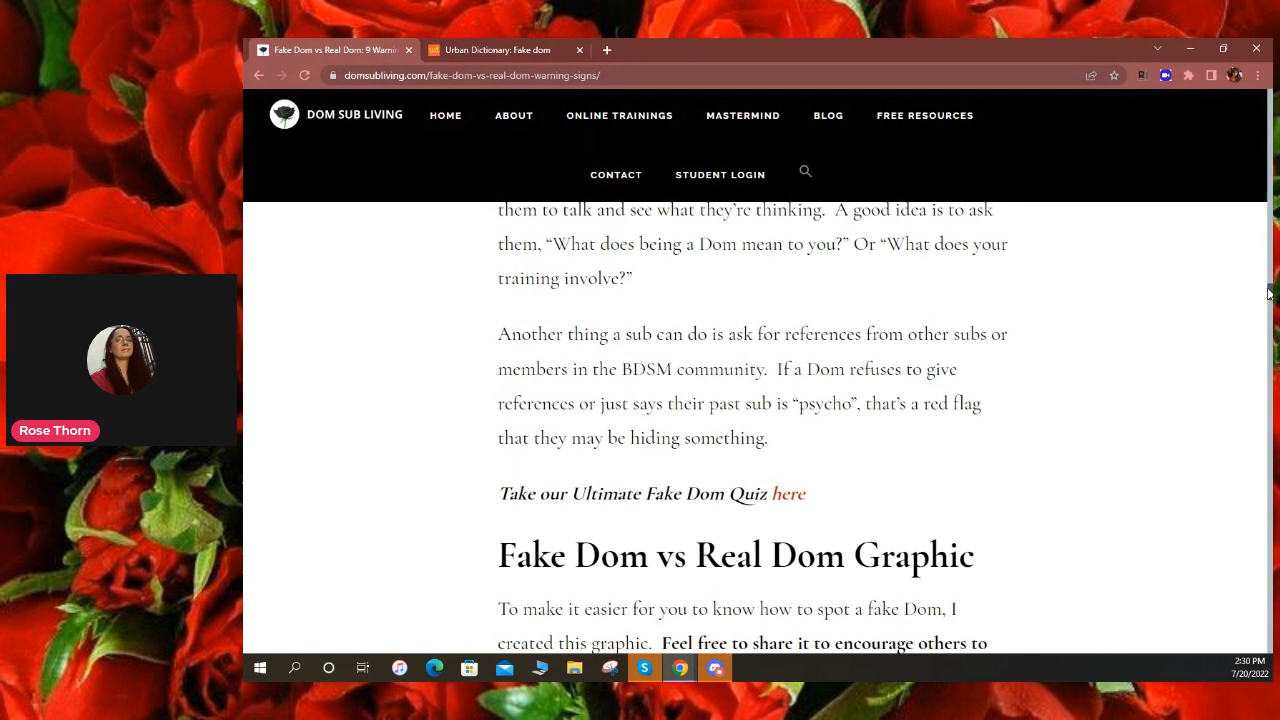 Fake Dom vs Real Dom: 9 Warnin
ud
Urban Dictionary: Fake dom
domsubliving.com/fake-dom-vs-real-dom-warning-signs/
DOM SUB LIVING
HOME
ABOUT
ONLINE TRAININGS
MASTERMIND
BLOG
FREE RESOURCES
CONTACT
STUDENT LOGIN
them to talk and see what they're thinking.  A good idea is to ask
them, “What does being a Dom mean to you?” Or “What does your
training involve?”
Another thing a sub can do is ask for references from other subs or
members in the BDSM community.  If a Dom refuses to give
references or just says their past sub is “psycho”, that's a red flag
that they may be hiding something.
Take our Ultimate Fake Dom Quiz here
Fake Dom vs Real Dom Graphic
To make it easier for you to know how to spot a fake Dom, I
created this graphic.  Feel free to share it to encourage others to
Rose Thorn
2:30 PM
7/20/2022